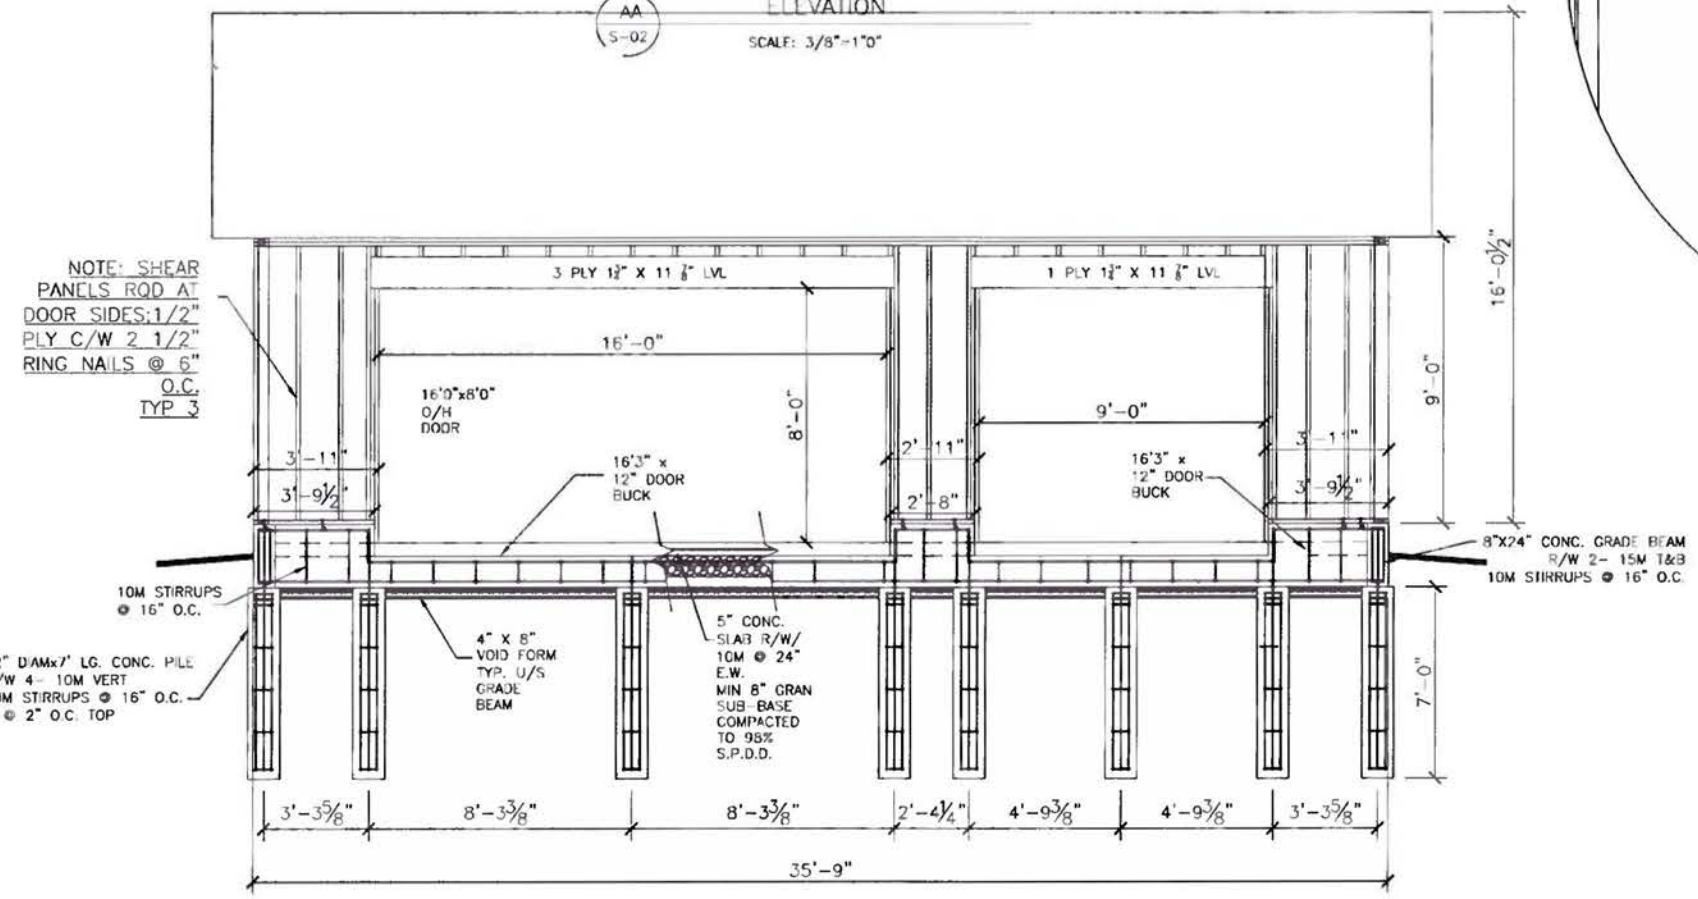 AA
S-02
ELEVATION
SCALE: 3/8"-1"0"
NOTE: SHEAR
PANELS RQD AT
DOOR SIDES;1/2"
PLY C/W 2 1/2"
RING NAILS @ 6"
O.C.
TYP 3
3 PLY 1¾" X 11 ⅞" LVL
1 PLY 1¾" X 11 ⅞" LVL
16'-0½"
16'-0"
16'0"x8'0"
O/H
DOOR
8'-0"
9'-0"
9'-0"
3'-11"
3'-9½"
2'-11"
2'-8"
3'-11"
3'-9½"
16'3" x
12" DOOR
BUCK
16'3" x
12" DOOR
BUCK
8"X24" CONC. GRADE BEAM
R/W 2- 15M T&B
10M STIRRUPS @ 16" O.C.
10M STIRRUPS
@ 16" O.C.
" DIAMx7' LG. CONC. PILE
/W 4- 10M VERT
M STIRRUPS @ 16" O.C.
@ 2" O.C. TOP
4" X 8"
VOID FORM
TYP. U/S
GRADE
BEAM
5" CONC.
SLAB R/W/
10M @ 24"
E.W.
MIN 8" GRAN
SUB-BASE
COMPACTED
TO 98%
S.P.D.D.
7'-0"
3'-3⅝"
8'-3⅜"
8'-3⅜"
2'-4¼"
4'-9⅜"
4'-9⅜"
3'-3⅝"
35'-9"